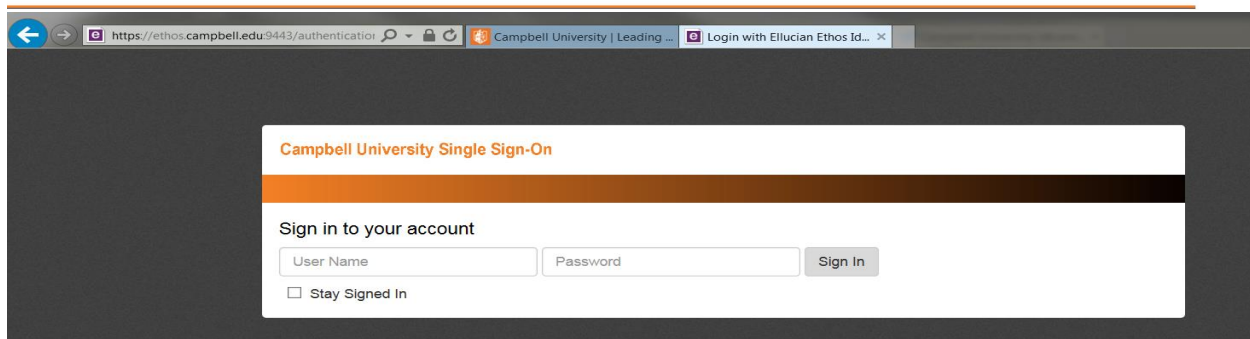 https://ethos.campbell.edu:9443/authentication Campbell University | Leading ... Login with Ellucian Ethos Id...
Campbell University Single Sign-On
Sign in to your account
User Name Password Sign In
Stay Signed In